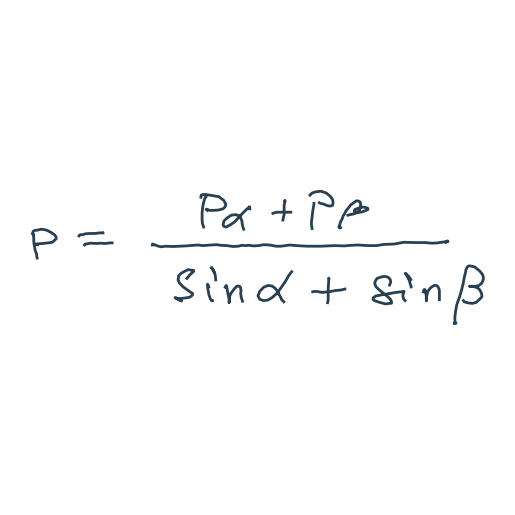 P = (Pα + Pβ) / (sinα + sinβ)